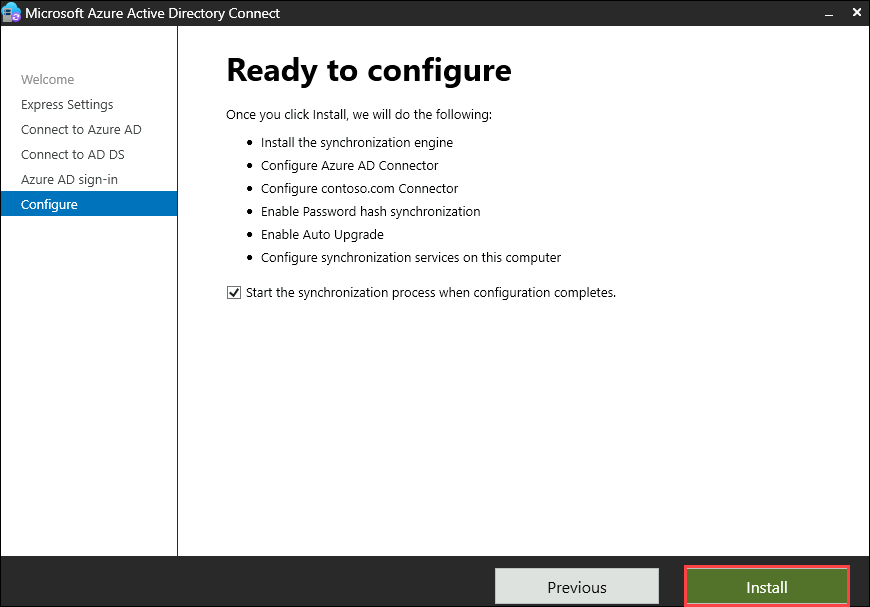 Microsoft Azure Active Directory Connect
Welcome
Express Settings
Connect to Azure AD
Connect to AD DS
Azure AD sign-in
Configure
Ready to configure
Once you click Install, we will do the following:
Install the synchronization engine
Configure Azure AD Connector
Configure contoso.com Connector
Enable Password hash synchronization
Enable Auto Upgrade
Configure synchronization services on this computer
Start the synchronization process when configuration completes.
Previous
Install